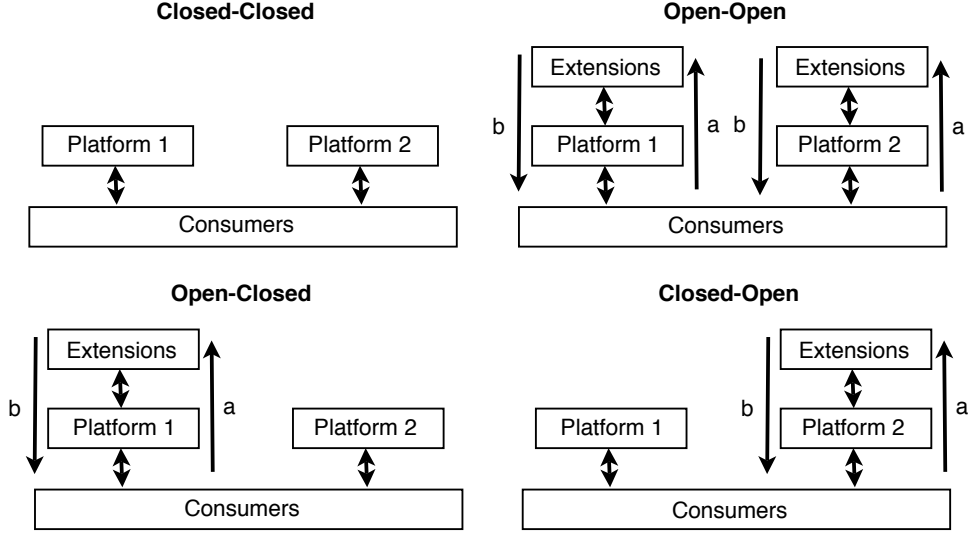 Closed-Closed
Platform 1
Platform 2
Consumers
Open-Open
Extensions
Extensions
b
a
b
a
Platform 1
Platform 2
Consumers
Open-Closed
Extensions
b
a
Platform 1
Platform 2
Consumers
Closed-Open
Extensions
b
a
Platform 1
Platform 2
Consumers